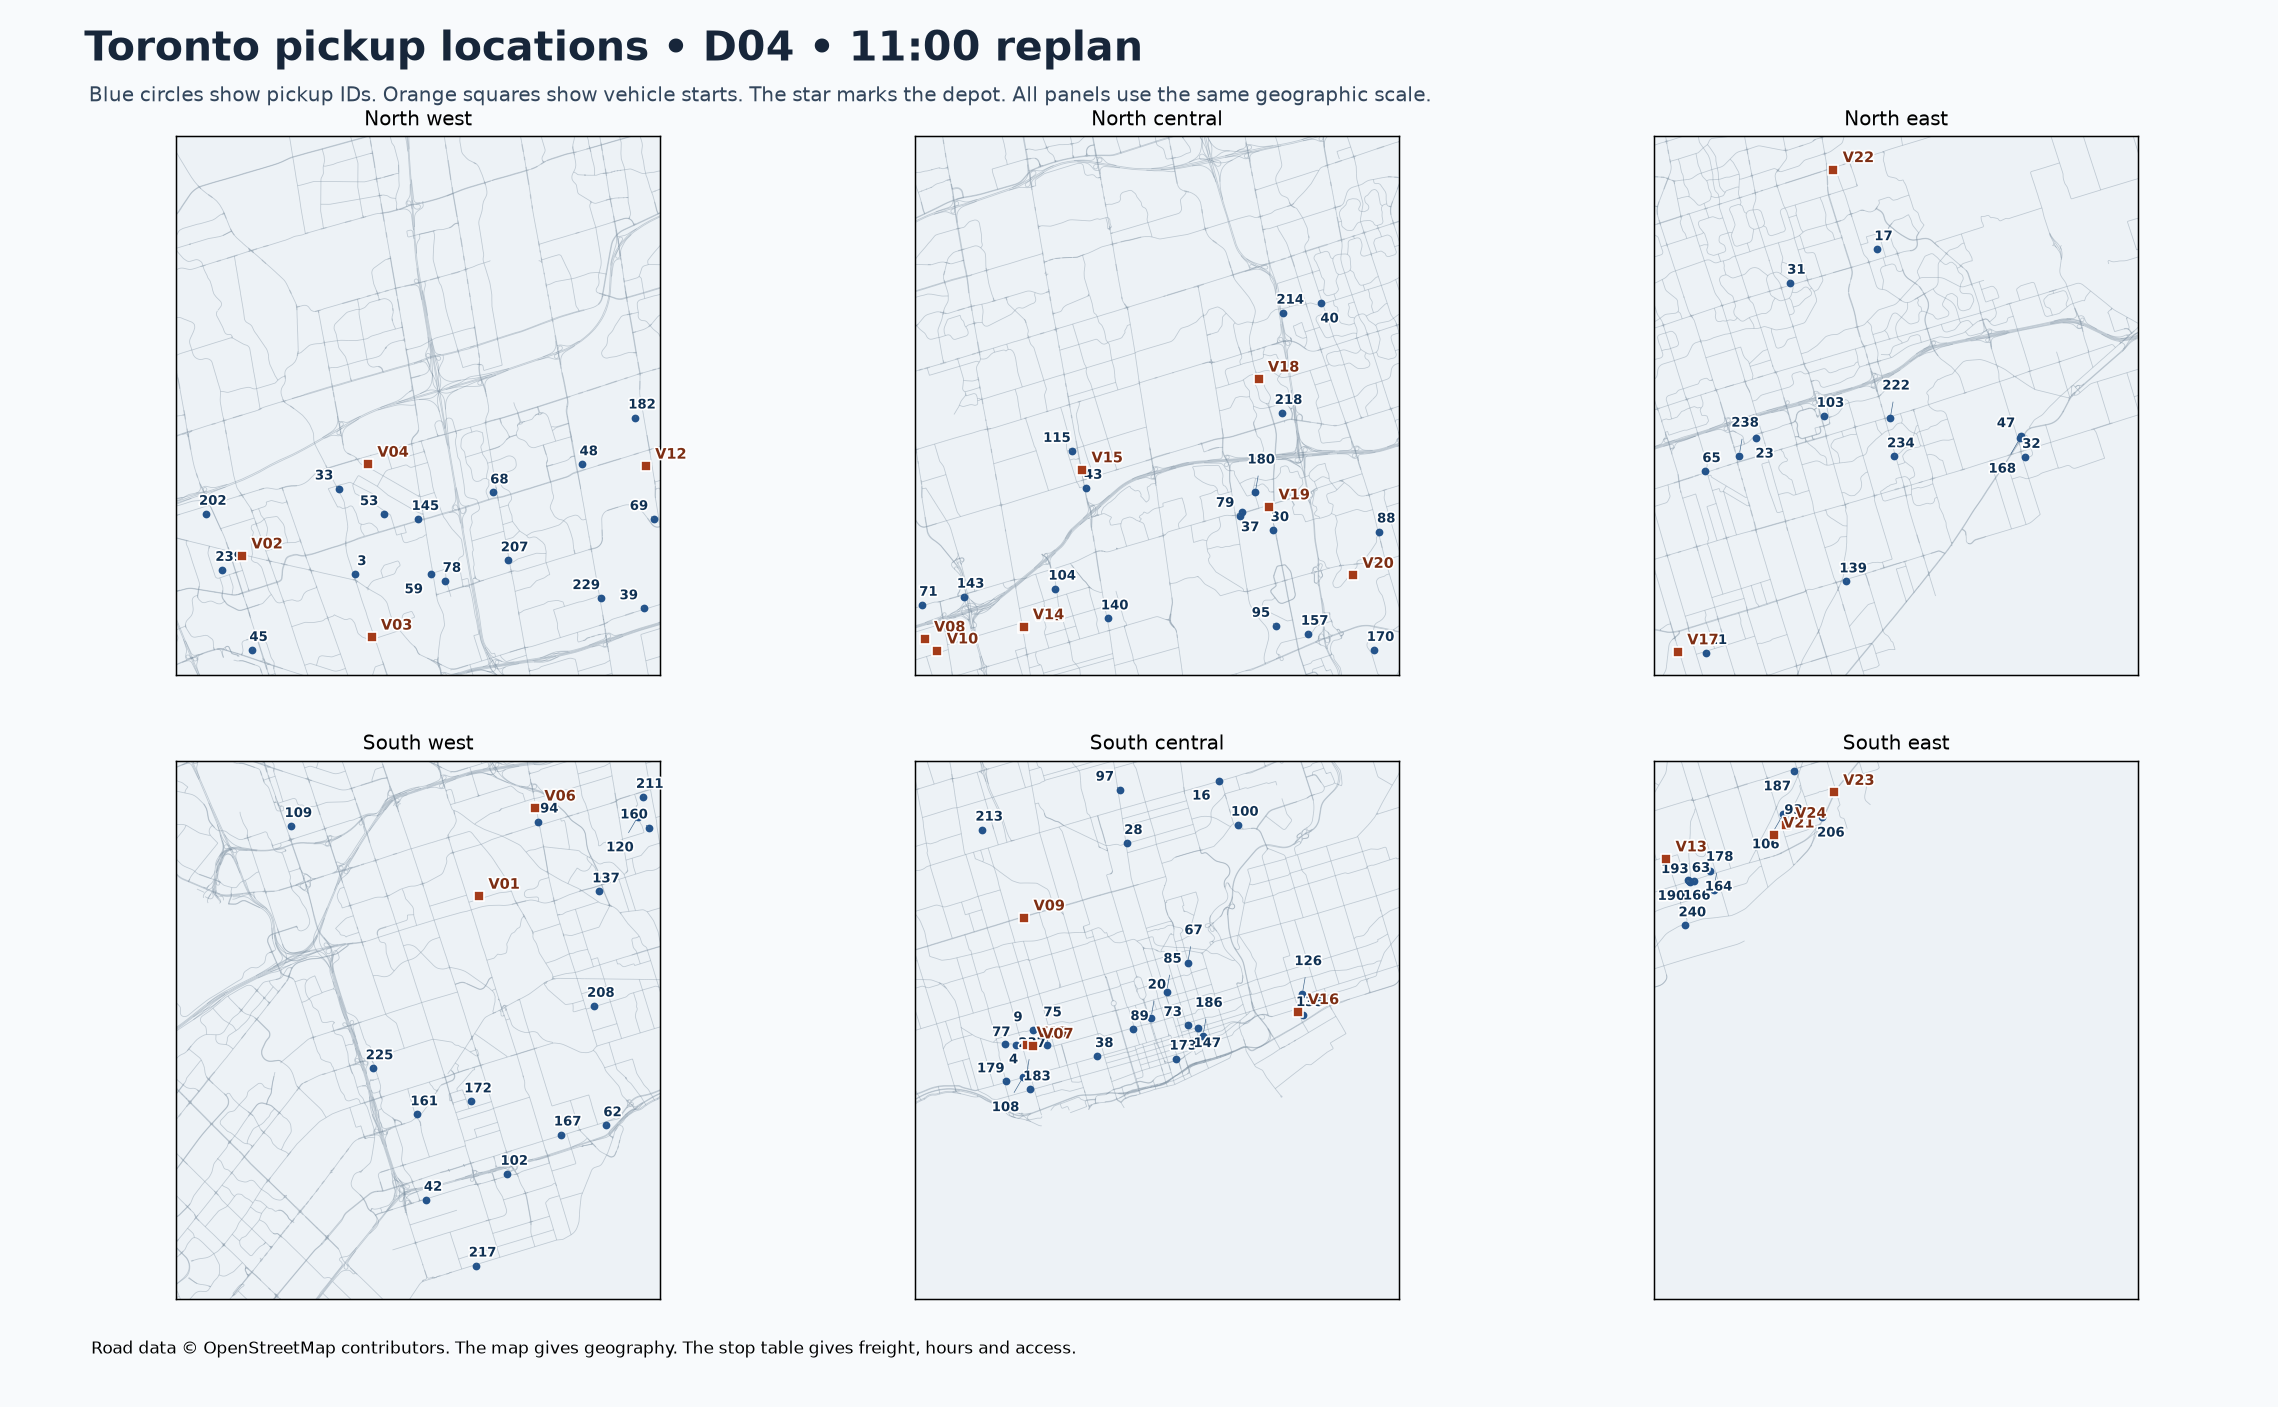 Toronto pickup locations • D04 • 11:00 replan
Blue circles show pickup IDs. Orange squares show vehicle starts. The star marks the depot. All panels use the same geographic scale.
North west
182
V04
48
V12
33
68
202
53
145
69
V02
239
207
3
78
59
229
39
V03
45
North central
214
40
V18
218
115
V15
43
180
79
V19
37
30
88
V20
71
143
104
V08
V10
V14
140
95
157
170
North east
V22
17
31
222
103
238
47
65
23
234
32
168
139
V17
South west
211
V06
94
109
160
120
137
V01
208
225
172
161
62
167
102
42
217
South central
97
16
213
100
28
V09
67
85
126
20
V16
186
9
75
89
73
77
V07
4
38
173
147
179
183
108
South east
V23
187
V24
V21
206
106
V13
178
193
63
164
190
166
240
Road data © OpenStreetMap contributors. The map gives geography. The stop table gives freight, hours and access.